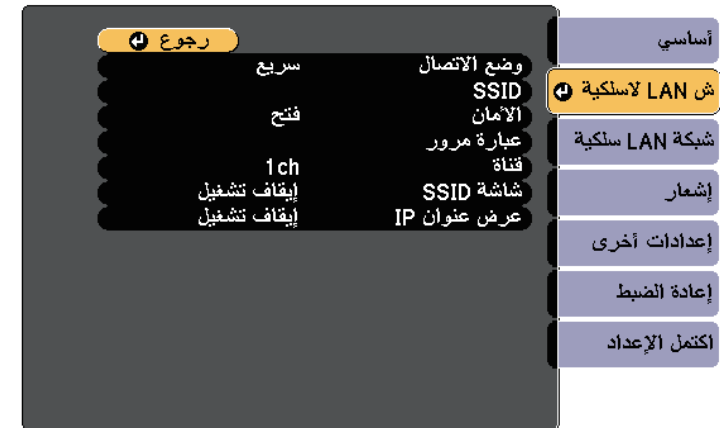 أساسي
ش LAN لاسلكية
شبكة LAN سلكية
إشعار
إعدادات أخرى
إعادة الضبط
اكتمل الإعداد
رجوع
وضع الاتصال سريع
SSID
الأمان فتح
عبارة مرور
قناة 1ch
شاشة SSID إيقاف تشغيل
عرض عنوان IP إيقاف تشغيل